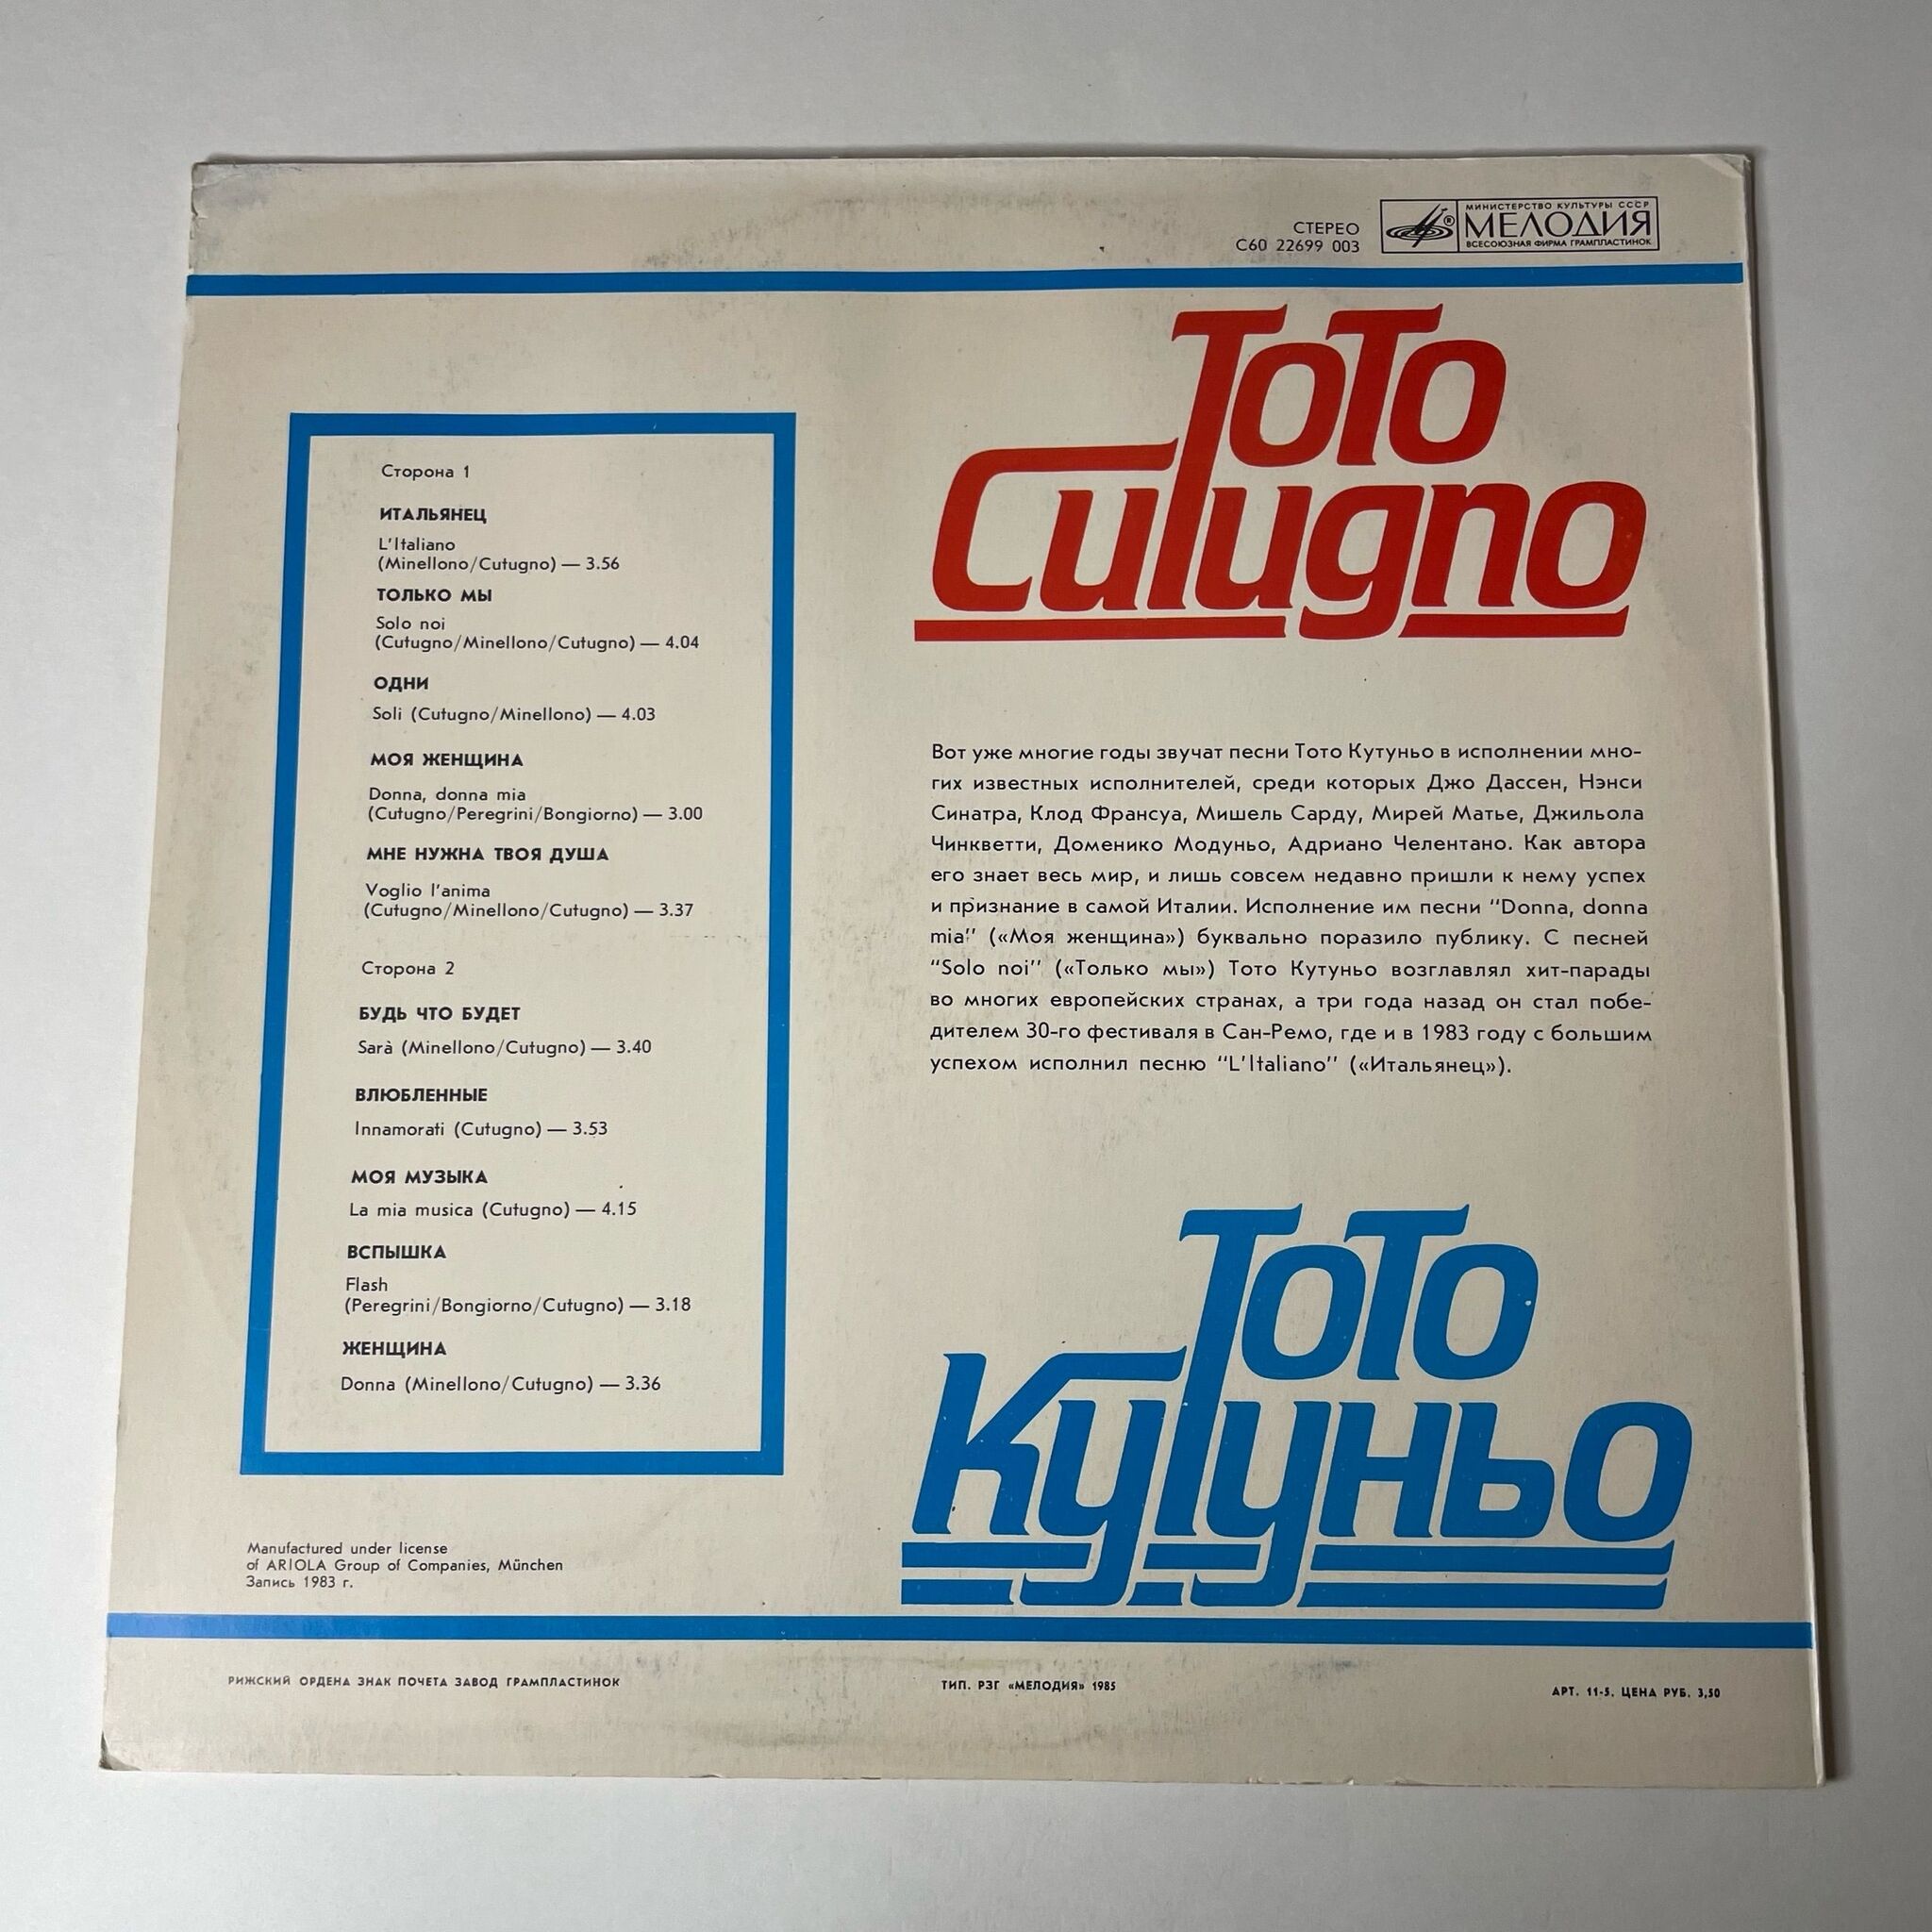 СТЕРЕО
С60 22699 003
МИНИСТЕРСТВО КУЛЬТУРЫ СССР
МЕЛОДИЯ
ВСЕСОЮЗНАЯ ФИРМА ГРАМПЛАСТИНОК
ToTo
Cutugno
Сторона 1
ИТАЛЬЯНЕЦ
L'Italiano
(Minellono/Cutugno) — 3.56
ТОЛЬКО МЫ
Solo noi
(Cutugno/Minellono/Cutugno) — 4.04
ОДНИ
Soli (Cutugno/Minellono) — 4.03
МОЯ ЖЕНЩИНА
Donna, donna mia
(Cutugno/Peregrini/Bongiorno) — 3.00
МНЕ НУЖНА ТВОЯ ДУША
Voglio l'anima
(Cutugno/Minellono/Cutugno) — 3.37
Сторона 2
БУДЬ ЧТО БУДЕТ
Sarà (Minellono/Cutugno) — 3.40
ВЛЮБЛЕННЫЕ
Innamorati (Cutugno) — 3.53
МОЯ МУЗЫКА
La mia musica (Cutugno) — 4.15
ВСПЫШКА
Flash
(Peregrini/Bongiorno/Cutugno) — 3.18
ЖЕНЩИНА
Donna (Minellono/Cutugno) — 3.36
Вот уже многие годы звучат песни Тото Кутуньо в исполнении мно-
гих известных исполнителей, среди которых Джо Дассен, Нэнси
Синатра, Клод Франсуа, Мишель Сарду, Мирей Матье, Джильола
Чинкветти, Доменико Модуньо, Адриано Челентано. Как автора
его знает весь мир, и лишь совсем недавно пришли к нему успех
и признание в самой Италии. Исполнение им песни "Donna, donna
mia" («Моя женщина») буквально поразило публику. С песней
"Solo noi" («Только мы») Тото Кутуньо возглавлял хит-парады
во многих европейских странах, а три года назад он стал побе-
дителем 30-го фестиваля в Сан-Ремо, где и в 1983 году с большим
успехом исполнил песню "L'Italiano" («Итальянец»).
ТоТо
Кутуньо
Manufactured under license
of ARIOLA Group of Companies, München
Запись 1983 г.
РИЖСКИЙ ОРДЕНА ЗНАК ПОЧЕТА ЗАВОД ГРАМПЛАСТИНОК
ТИП. РЗГ «МЕЛОДИЯ» 1985
АРТ. 11-5. ЦЕНА РУБ. 3,50